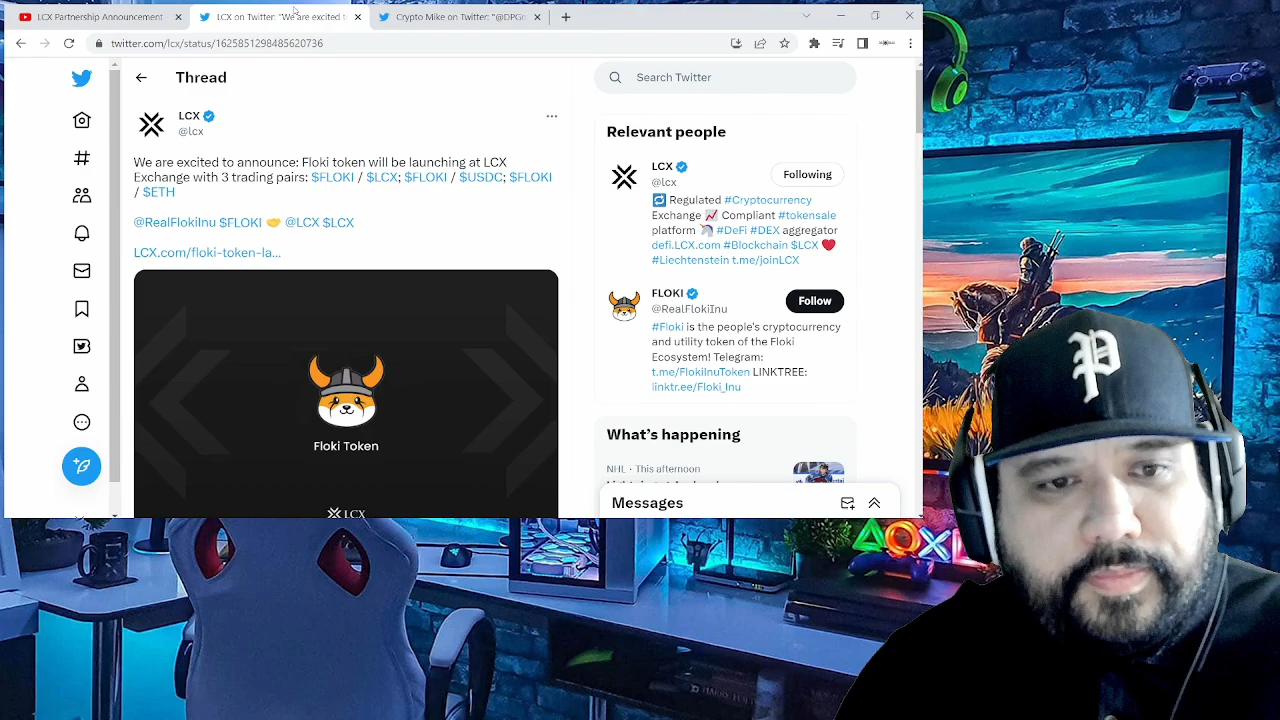 LCX Partnership Announcement
LCX on Twitter: "We are excited t
Crypto Mike on Twitter: "@DPG
twitter.com/lcx/status/1625851298485620736
Thread
Search Twitter
LCX
@lcx
We are excited to announce: Floki token will be launching at LCX
Exchange with 3 trading pairs: $FLOKI / $LCX; $FLOKI / $USDC; $FLOKI
/ $ETH
@RealFlokiInu $FLOKI 🤝 @LCX $LCX
LCX.com/floki-token-la...
Floki Token
LCX
Relevant people
LCX
@lcx
Following
🔁 Regulated #Cryptocurrency
Exchange 📈 Compliant #tokensale
platform 🦄 #DeFi #DEX aggregator
defi.LCX.com #Blockchain $LCX ❤️
#Liechtenstein t.me/joinLCX
FLOKI
@RealFlokiInu
Follow
#Floki is the people's cryptocurrency
and utility token of the Floki
Ecosystem! Telegram:
t.me/FlokiInuToken LINKTREE:
linktr.ee/Floki_Inu
What's happening
NHL · This afternoon
Messages
P